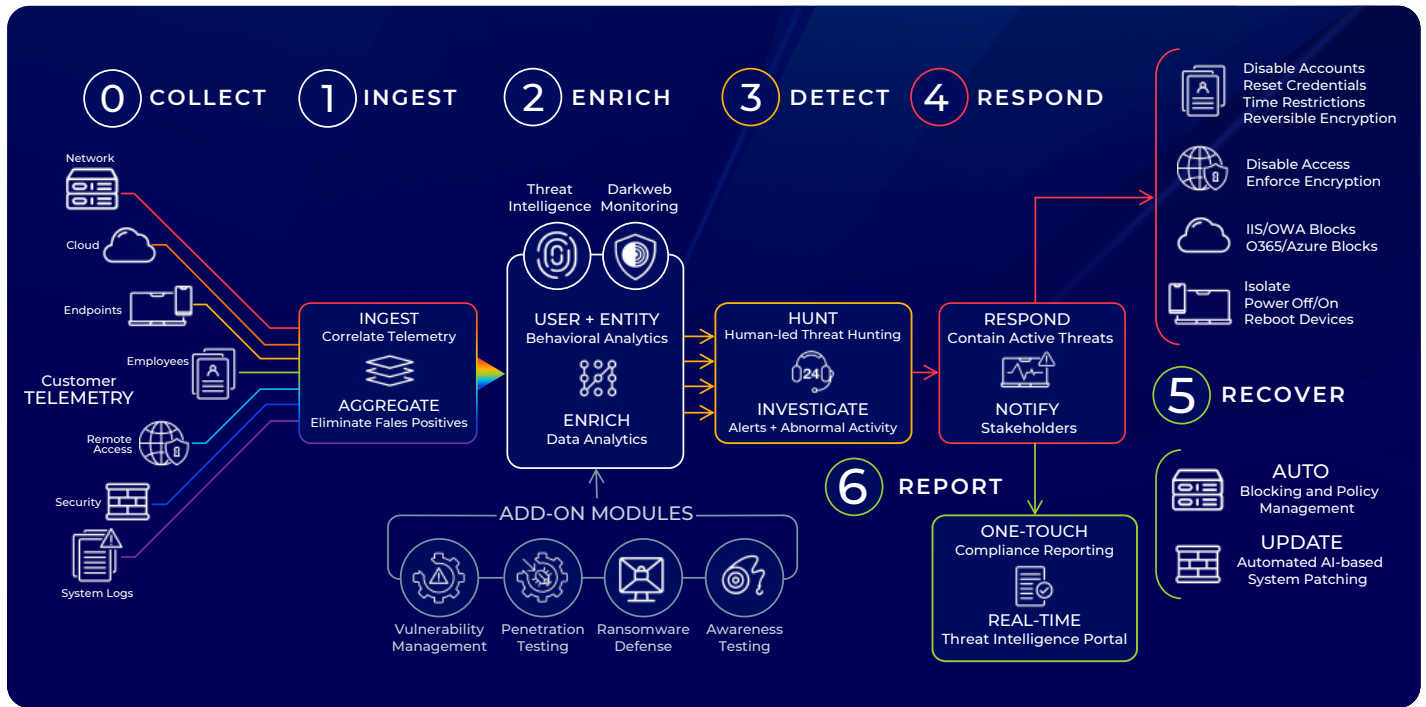 0 COLLECT
1 INGEST
2 ENRICH
3 DETECT
4 RESPOND
Network
Cloud
Endpoints
Employees
Customer
TELEMETRY
Remote
Access
Security
System Logs
INGEST
Correlate Telemetry
AGGREGATE
Eliminate Fales Positives
Threat
Intelligence
Darkweb
Monitoring
USER + ENTITY
Behavioral Analytics
ENRICH
Data Analytics
ADD-ON MODULES
Vulnerability
Management
Penetration
Testing
Ransomware
Defense
Awareness
Testing
HUNT
Human-led Threat Hunting
24
INVESTIGATE
Alerts + Abnormal Activity
RESPOND
Contain Active Threats
NOTIFY
Stakeholders
Disable Accounts
Reset Credentials
Time Restrictions
Reversible Encryption
Disable Access
Enforce Encryption
IIS/OWA Blocks
O365/Azure Blocks
Isolate
Power Off/On
Reboot Devices
5 RECOVER
AUTO
Blocking and Policy
Management
UPDATE
Automated AI-based
System Patching
6 REPORT
ONE-TOUCH
Compliance Reporting
REAL-TIME
Threat Intelligence Portal